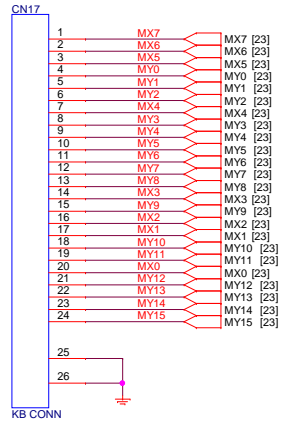 CN17
1 MX7 MX7 [23]
2 MX6 MX6 [23]
3 MX5 MX5 [23]
4 MY0 MY0 [23]
5 MY1 MY1 [23]
6 MY2 MY2 [23]
7 MX4 MX4 [23]
8 MY3 MY3 [23]
9 MY4 MY4 [23]
10 MY5 MY5 [23]
11 MY6 MY6 [23]
12 MY7 MY7 [23]
13 MY8 MY8 [23]
14 MX3 MX3 [23]
15 MY9 MY9 [23]
16 MX2 MX2 [23]
17 MX1 MX1 [23]
18 MY10 MY10 [23]
19 MY11 MY11 [23]
20 MX0 MX0 [23]
21 MY12 MY12 [23]
22 MY13 MY13 [23]
23 MY14 MY14 [23]
24 MY15 MY15 [23]
25
26
KB CONN